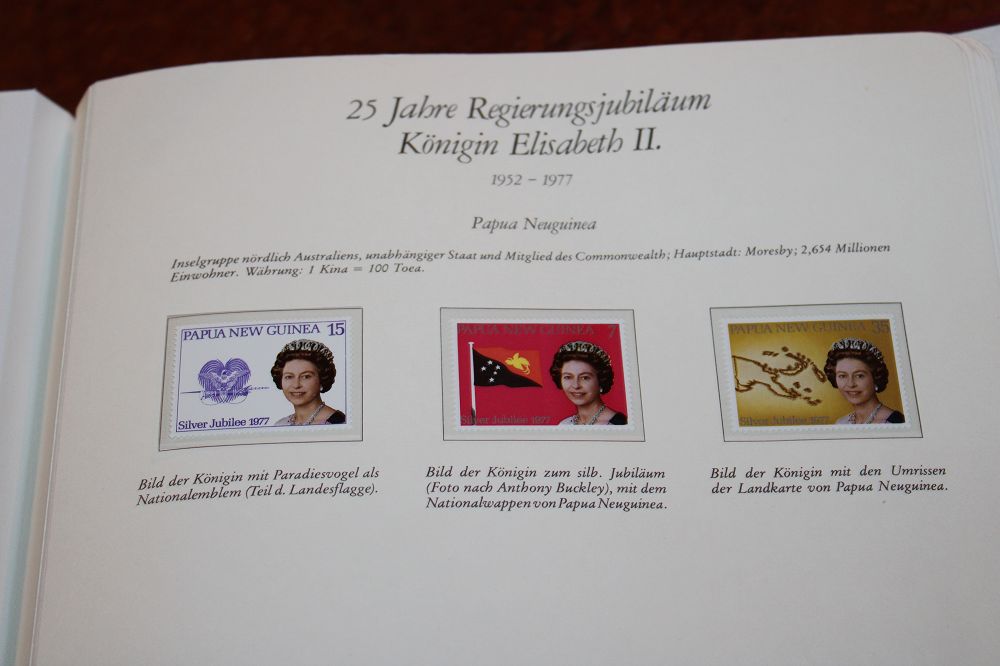 25 Jahre Regierungsjubiläum
Königin Elisabeth II.
1952 – 1977
Papua Neuguinea
Inselgruppe nördlich Australiens, unabhängiger Staat und Mitglied des Commonwealth; Hauptstadt: Moresby; 2,654 Millionen
Einwohner. Währung: 1 Kina = 100 Toea.
PAPUA NEW GUINEA 15
Silver Jubilee 1977
PAPUA NEW GUINEA 7
Silver Jubilee 1977
PAPUA NEW GUINEA 35
Silver Jubilee 1977
Bild der Königin mit Paradiesvogel als
Nationalemblem (Teil d. Landesflagge).
Bild der Königin zum silb. Jubiläum
(Foto nach Anthony Buckley), mit dem
Nationalwappen von Papua Neuguinea.
Bild der Königin mit den Umrissen
der Landkarte von Papua Neuguinea.